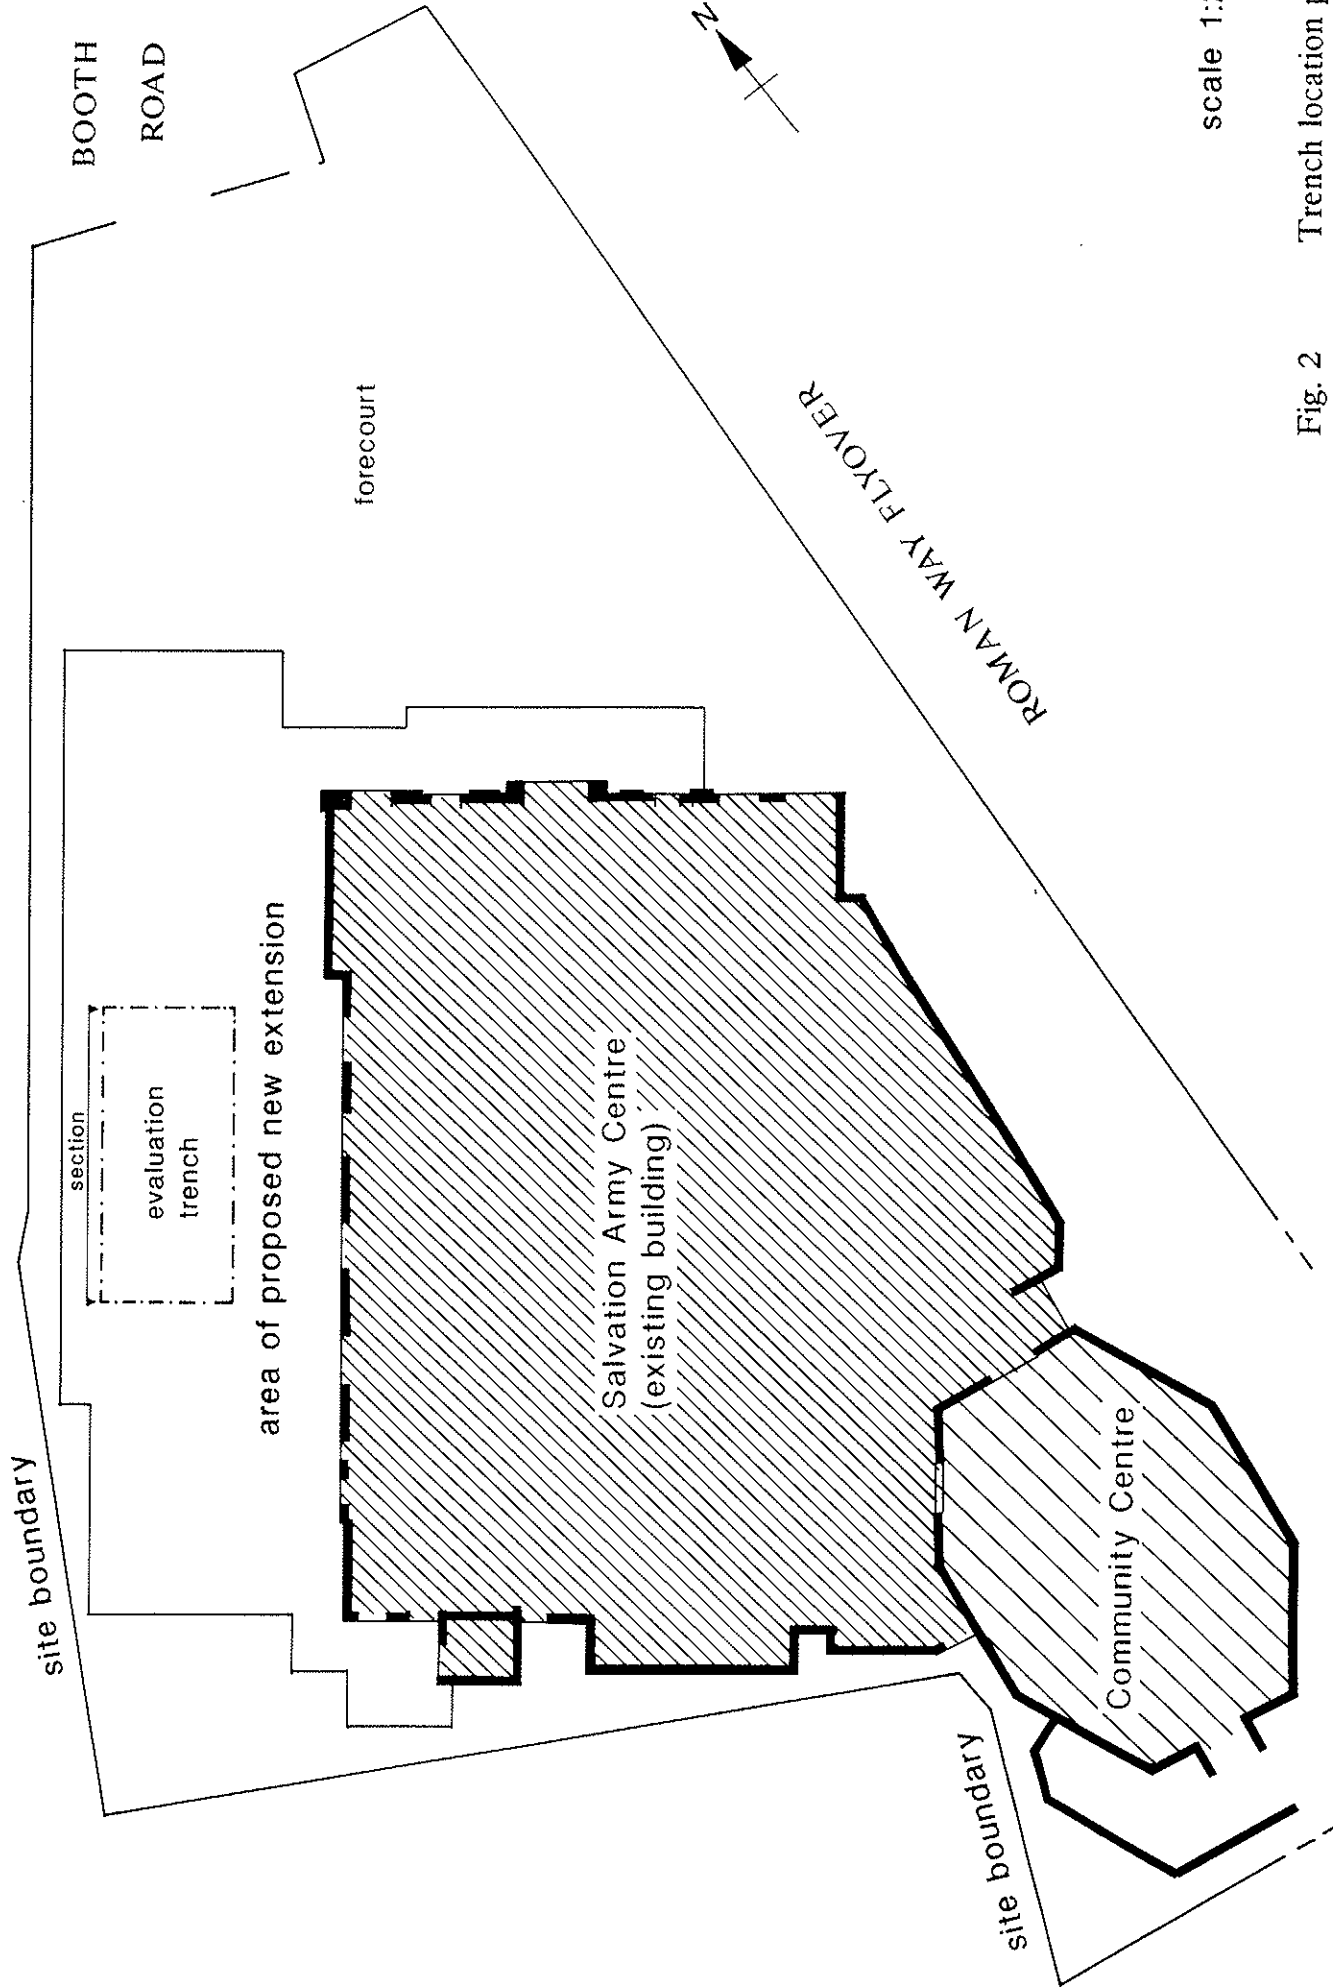 BOOTH
ROAD
forecourt
ROMAN WAY FLYOVER
section
evaluation
trench
area of proposed new extension
Salvation Army Centre
(existing building)
Community Centre
site boundary
site boundary
N
scale 1:
Fig. 2 Trench location